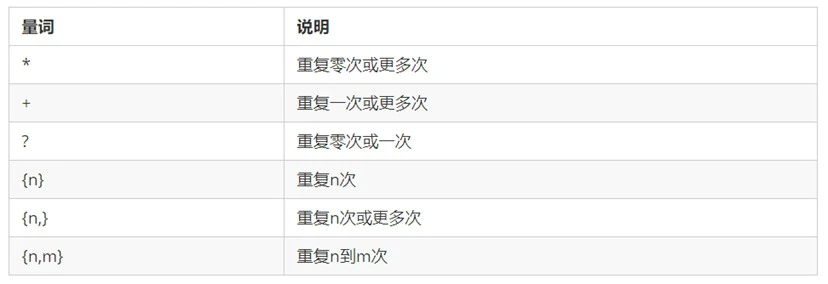 量词 说明
* 重复零次或更多次
+ 重复一次或更多次
? 重复零次或一次
{n} 重复n次
{n,} 重复n次或更多次
{n,m} 重复n到m次